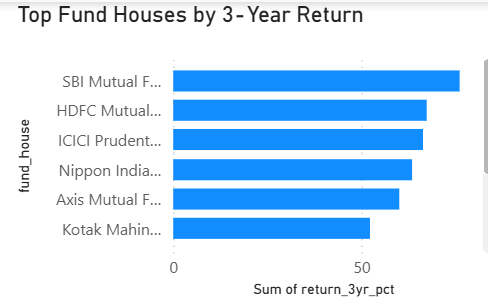 Top Fund Houses by 3-Year Return
fund_house
SBI Mutual F...
HDFC Mutual...
ICICI Prudent...
Nippon India...
Axis Mutual F...
Kotak Mahin...
0 50
Sum of return_3yr_pct